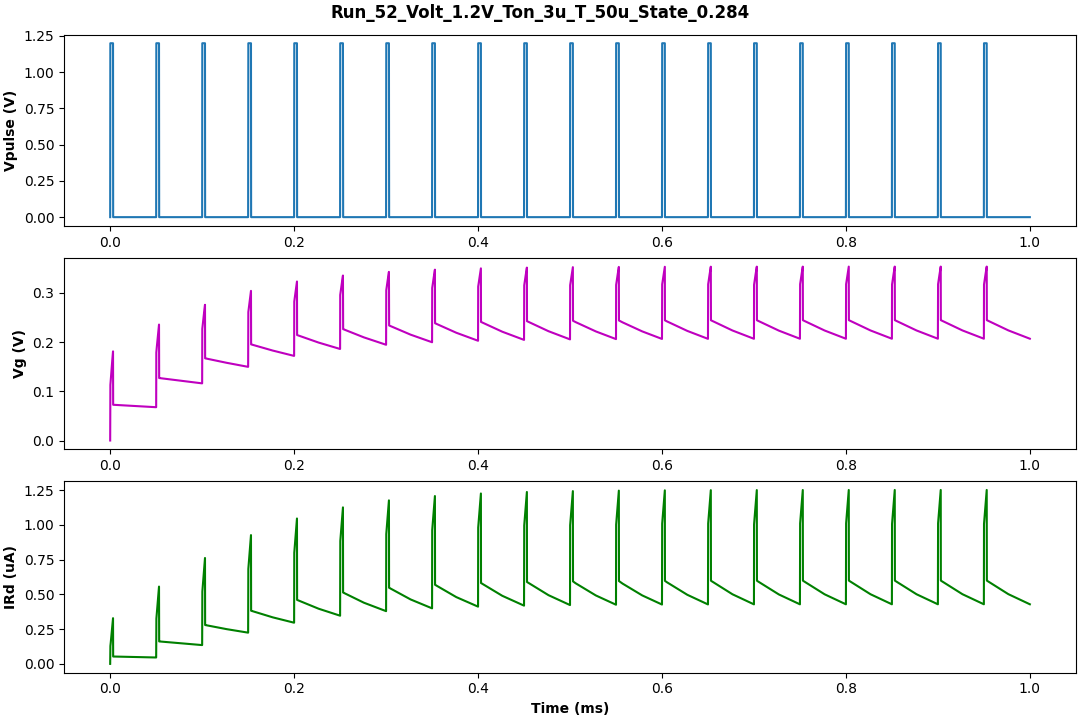 Run_52_Volt_1.2V_Ton_3u_T_50u_State_0.284
Vpulse (V)
1.25
1.00
0.75
0.50
0.25
0.00
0.0 0.2 0.4 0.6 0.8 1.0
Vg (V)
0.3
0.2
0.1
0.0
0.0 0.2 0.4 0.6 0.8 1.0
IRd (uA)
1.25
1.00
0.75
0.50
0.25
0.00
0.0 0.2 0.4 0.6 0.8 1.0
Time (ms)